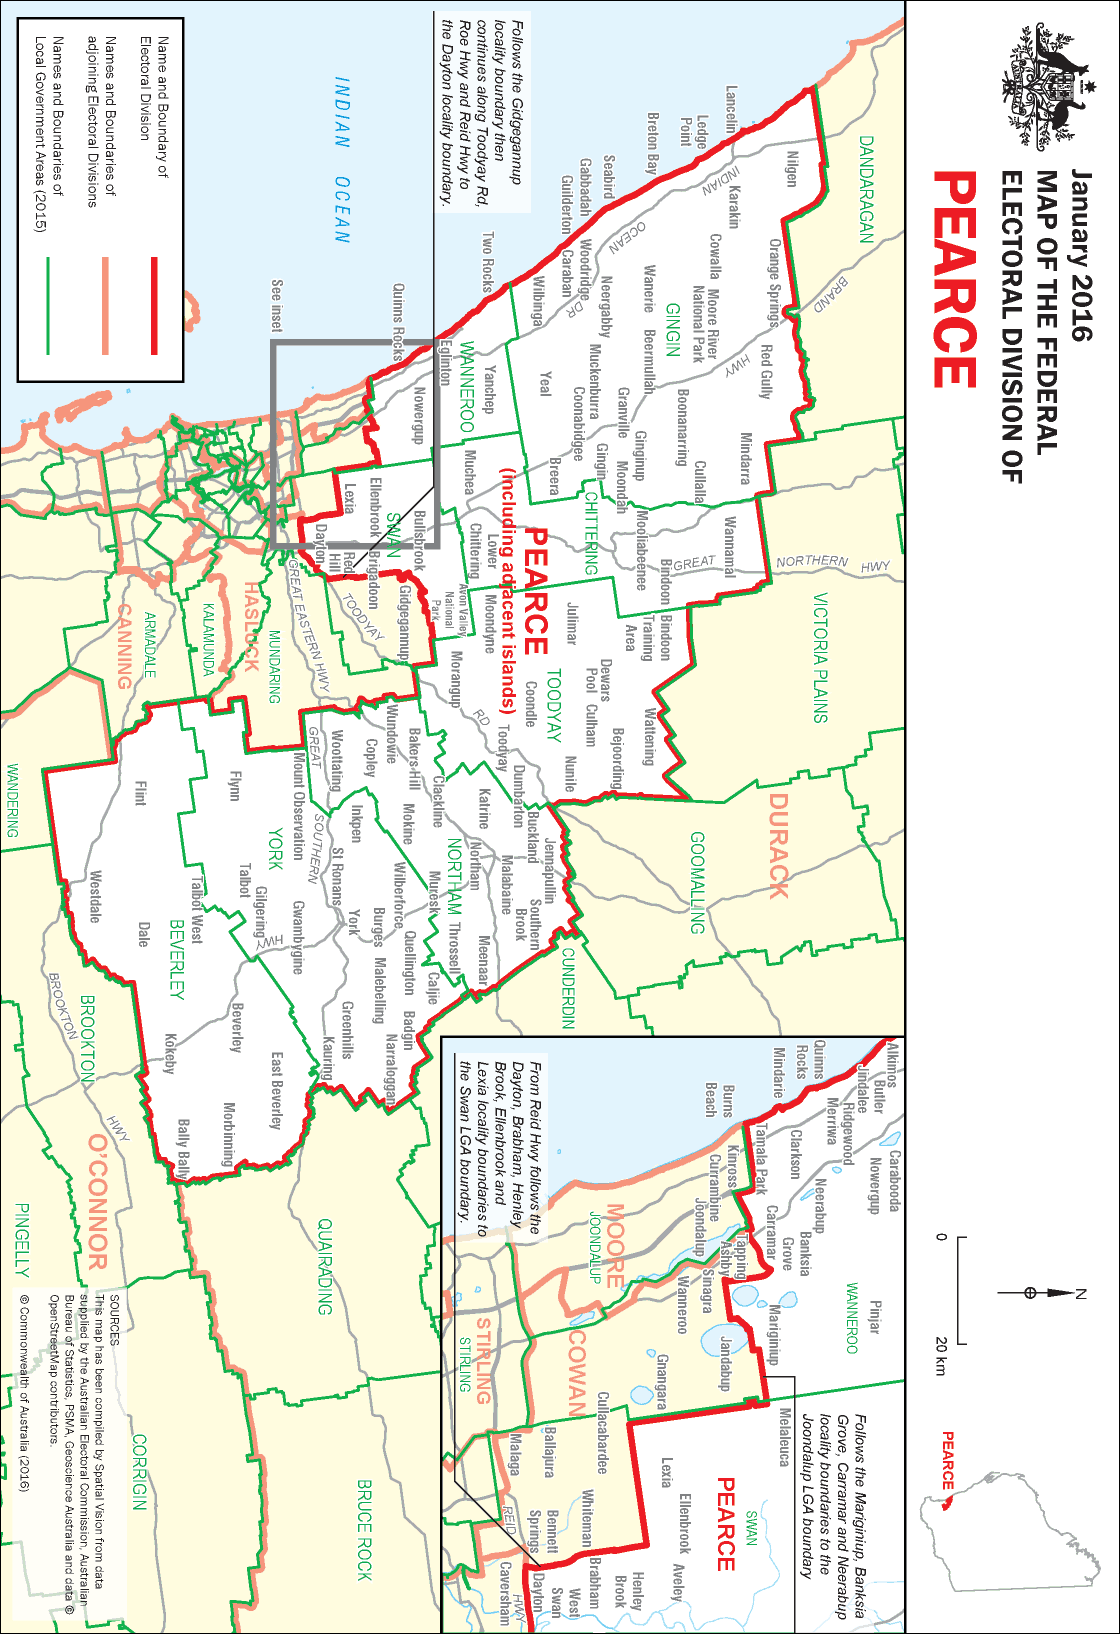 January 2016
MAP OF THE FEDERAL
ELECTORAL DIVISION OF
PEARCE
N
0
20 km
PEARCE
Follows the Gidgegannup
locality boundary then
continues along Toodyay Rd,
Roe Hwy and Reid Hwy to
the Dayton locality boundary.
INDIAN OCEAN
Name and Boundary of
Electoral Division
Names and Boundaries of
adjoining Electoral Divisions
Names and Boundaries of
Local Government Areas (2015)
See inset
DANDARAGAN
VICTORIA PLAINS
DURACK
GOOMALLING
CUNDERDIN
QUAIRADING
BRUCE ROCK
CORRIGIN
PINGELLY
O'CONNOR
BROOKTON
WANDERING
BEVERLEY
YORK
NORTHAM
TOODYAY
CHITTERING
GINGIN
WANNEROO
SWAN
MUNDARING
HASLUCK
KALAMUNDA
ARMADALE
CANNING
PEARCE
(including adjacent islands)
BRAND
HWY
INDIAN
OCEAN
DR
GREAT
NORTHERN
HWY
TOODYAY
RD
GREAT EASTERN HWY
GREAT
SOUTHERN
HWY
BROOKTON
HWY
Lancelin
Ledge
Point
Nilgen
Karakin
Breton Bay
Seabird
Gabbadah
Guilderton
Orange Springs
Cowalla
Moore River
National Park
Red Gully
Wanerie
Beermullah
Woodridge
Caraban
Neergabby
Wilbinga
Two Rocks
Muckenburra
Coonabidgee
Granville
Boonanarring
Mindarra
Cullalla
Ginginup
Moondah
Gingin
Yeal
Breera
Yanchep
Eglinton
Quinns Rocks
Nowergup
Muchea
Wannamal
Mooliabeenee
Bindoon
Bindoon
Training
Area
Julimar
Chittering
Lower
Chittering
Moondyne
Avon Valley
National
Park
Bullsbrook
Ellenbrook
Lexia
Dayton
Red
Hill
Brigadoon
Gidgegannup
Morangup
Dewars
Pool
Culham
Coondle
Wattening
Bejoording
Nunile
Toodyay
Dumbarton
Buckland
Jennapullin
Southern
Brook
Malabaine
Katrine
Northam
Clackline
Bakers Hill
Wundowie
Copley
Woottating
Mokine
Inkpen
Muresk
Wilberforce
Throssell
Meenaar
St Ronans
York
Burges
Quellington
Caljie
Malebelling
Badgin
Narraloggan
Greenhills
Kauring
Mount Observation
Flynn
Flint
Gwambygine
Gilgering
Talbot
Talbot West
Westdale
Dale
Beverley
East Beverley
Kokeby
Morbinning
Bally Bally
From Reid Hwy follows the
Dayton, Brabham, Henley
Brook, Ellenbrook and
Lexia locality boundaries to
the Swan LGA boundary.
Follows the Mariginiup, Banksia
Grove, Carramar and Neerabup
locality boundaries to the
Joondalup LGA boundary
Alkimos
Butler
Jindalee
Quinns
Rocks
Mindarie
Ridgewood
Merriwa
Carabooda
Nowergup
Clarkson
Neerabup
Burns
Beach
Tamala Park
Kinross
Currambine
Joondalup
Carramar
Banksia
Grove
Tapping
Ashby
Sinagra
Wanneroo
Pinjar
WANNEROO
Mariginiup
Jandabup
Gnangara
Melaleuca
MOORE
JOONDALUP
COWAN
STIRLING
STIRLING
Cullacabardee
Ballajura
Malaga
Lexia
Ellenbrook
Aveley
PEARCE
SWAN
Whiteman
Bennett
Springs
Brabham
Henley
Brook
West
Swan
Dayton
Caversham
REID
HWY
SOURCES
This map has been compiled by Spatial Vision from data
supplied by the Australian Electoral Commission, Australian
Bureau of Statistics, PSMA, Geoscience Australia and data ©
OpenStreetMap contributors.
© Commonwealth of Australia (2016)